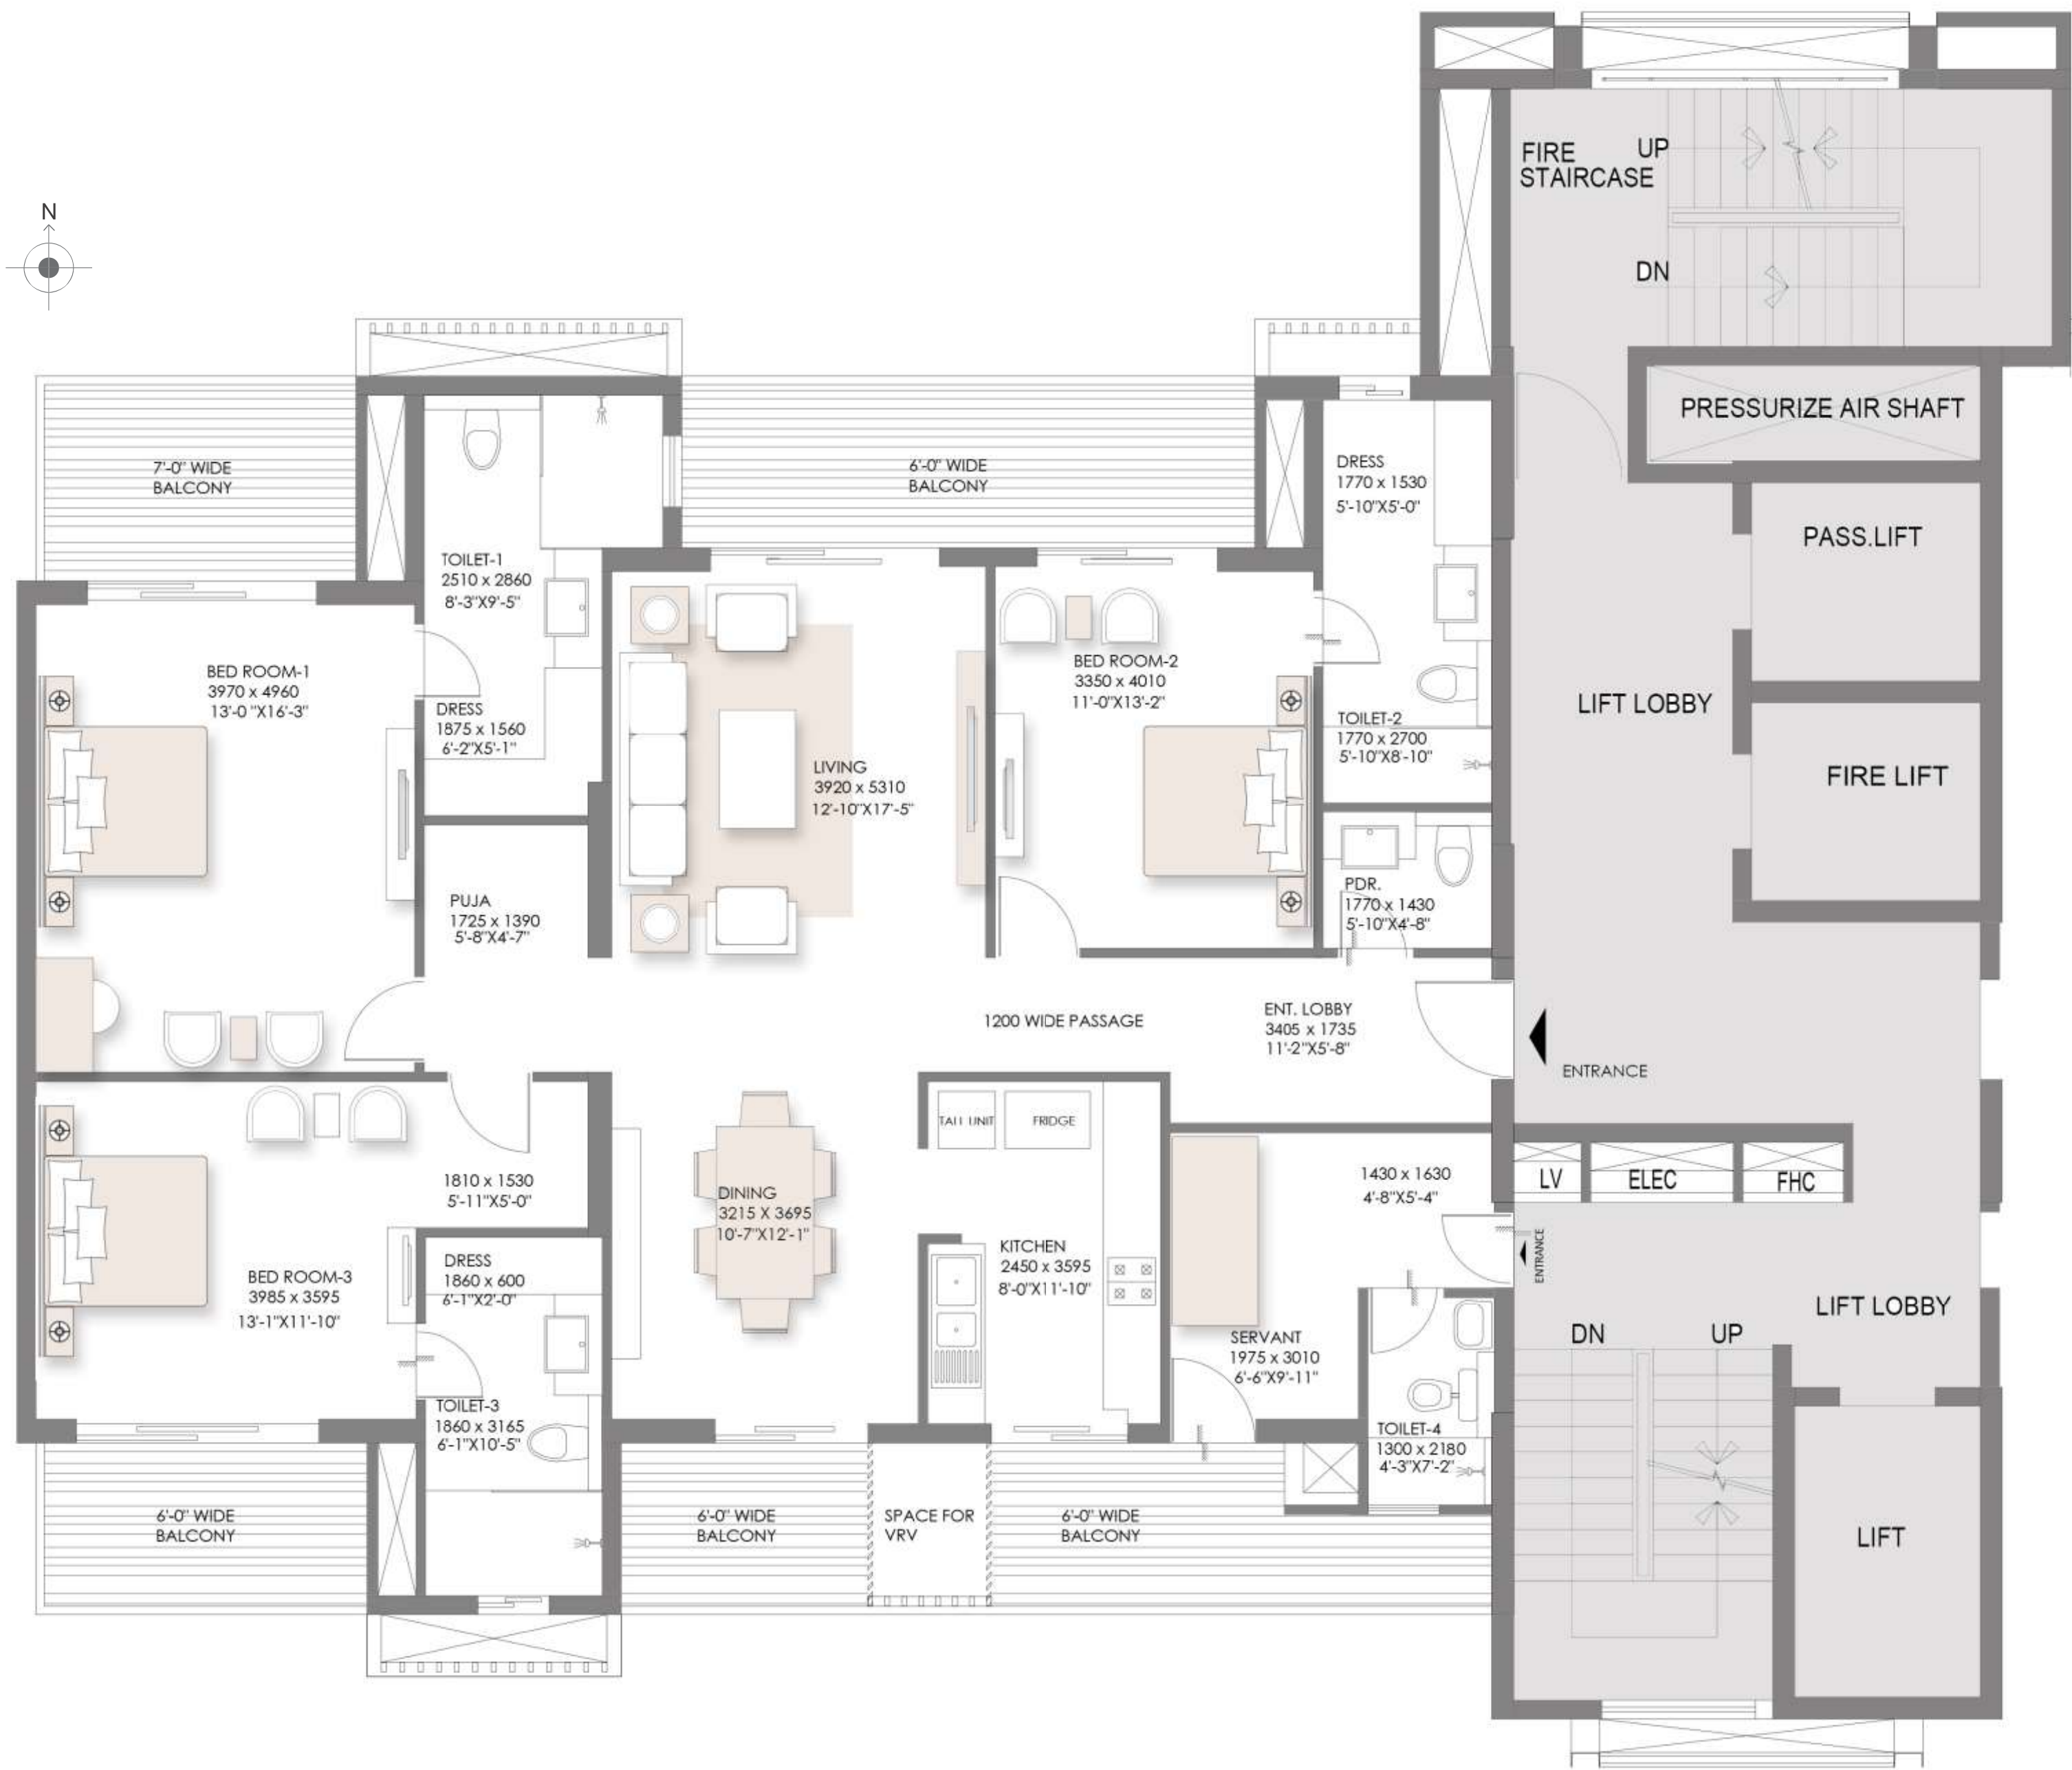 FIRE UP
STAIRCASE
DN
N
PRESSURIZE AIR SHAFT
7'-0" WIDE
BALCONY
6'-0" WIDE
BALCONY
DRESS
1770 x 1530
5'-10"X5'-0"
PASS.LIFT
TOILET-1
2510 x 2860
8'-3"X9'-5"
BED ROOM-1
3970 x 4960
13'-0 "X16'-3"
DRESS
1875 x 1560
6'-2"X5'-1"
BED ROOM-2
3350 x 4010
11'-0"X13'-2"
TOILET-2
1770 x 2700
5'-10"X8'-10"
LIFT LOBBY
LIVING
3920 x 5310
12'-10"X17'-5"
FIRE LIFT
PUJA
1725 x 1390
5'-8"X4'-7"
PDR.
1770 x 1430
5'-10"X4'-8"
1200 WIDE PASSAGE
ENT. LOBBY
3405 x 1735
11'-2"X5'-8"
ENTRANCE
TALL UNIT
FRIDGE
1810 x 1530
5'-11"X5'-0"
DINING
3215 X 3695
10'-7"X12'-1"
1430 x 1630
4'-8"X5'-4"
LV
ELEC
FHC
ENTRANCE
DRESS
1860 x 600
6'-1"X2'-0"
BED ROOM-3
3985 x 3595
13'-1"X11'-10"
KITCHEN
2450 x 3595
8'-0"X11'-10"
LIFT LOBBY
DN
UP
SERVANT
1975 x 3010
6'-6"X9'-11"
TOILET-3
1860 x 3165
6'-1"X10'-5"
TOILET-4
1300 x 2180
4'-3"X7'-2"
6'-0" WIDE
BALCONY
6'-0" WIDE
BALCONY
SPACE FOR
VRV
6'-0" WIDE
BALCONY
LIFT